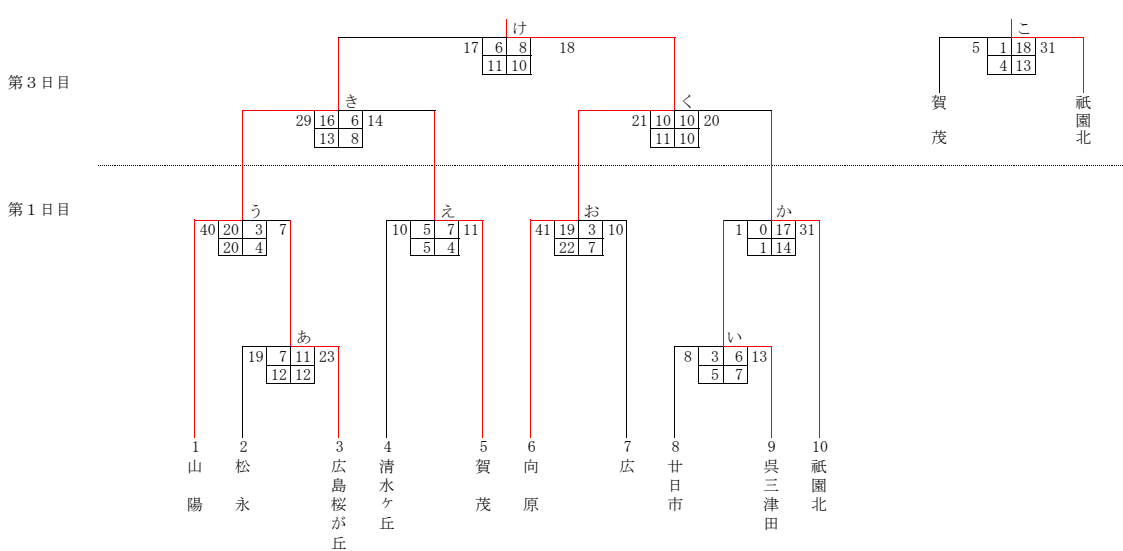 け こ
17 6 8 18 5 1 18 31
11 10 4 13
第３日目
賀茂 祇園北
き く
29 16 6 14 21 10 10 20
13 8 11 10
第１日目
う え お か
40 20 3 7 10 5 7 11 41 19 3 10 1 0 17 31
20 4 5 4 22 7 1 14
あ い
19 7 11 23 8 3 6 13
12 12 5 7
1 2 3 4 5 6 7 8 9 10
山陽
松永
広島桜が丘
清水ヶ丘
賀茂
向原
広
廿日市
呉三津田
祇園北